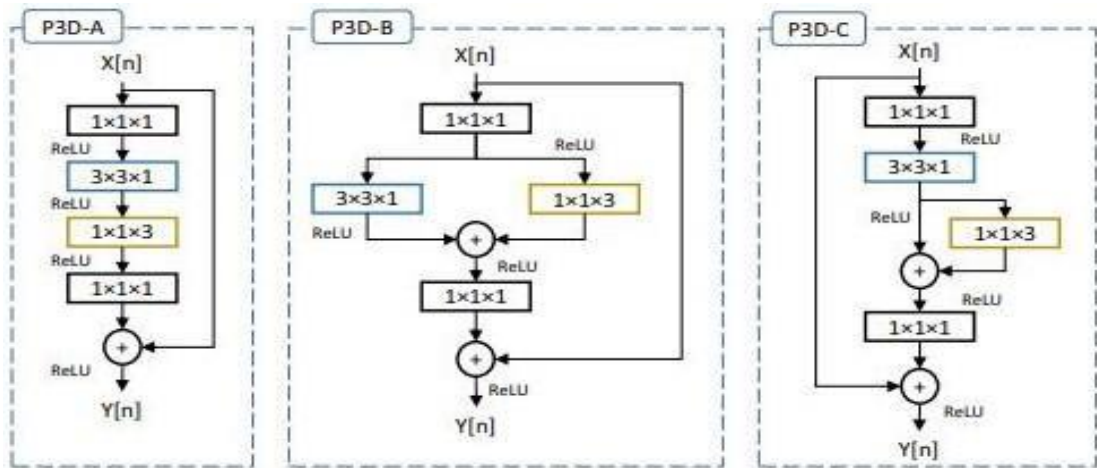 P3D-A
X[n]
1×1×1
ReLU
3×3×1
ReLU
1×1×3
ReLU
1×1×1
+
ReLU
Y[n]
P3D-B
X[n]
1×1×1
ReLU
3×3×1
1×1×3
ReLU
+
ReLU
1×1×1
+
ReLU
Y[n]
P3D-C
X[n]
1×1×1
ReLU
3×3×1
ReLU
1×1×3
+
ReLU
1×1×1
+
ReLU
Y[n]